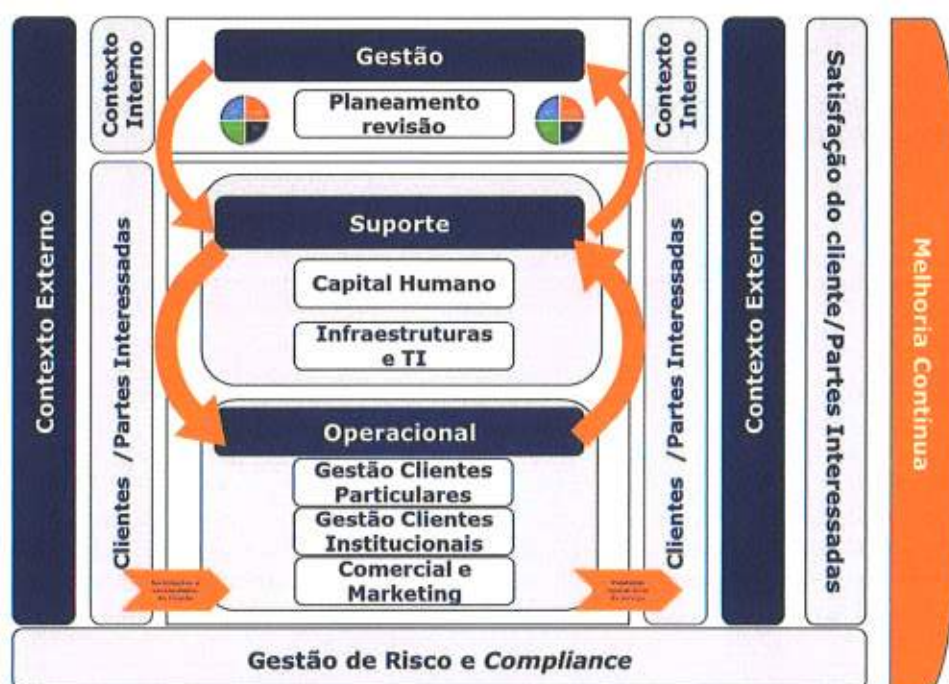 Contexto Externo
Contexto
Interno
Clientes /Partes Interessadas
Gestão
Planeamento
revisão
Suporte
Capital Humano
Infraestruturas
e TI
Operacional
Gestão Clientes
Particulares
Gestão Clientes
Institucionais
Comercial e
Marketing
Contexto
Interno
Clientes /Partes Interessadas
Contexto Externo
Satisfação do cliente/Partes Interessadas
Melhoria Contínua
Gestão de Risco e Compliance